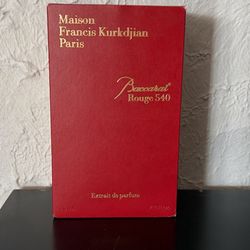 Maison
Francis Kurkdjian
Paris
Baccarat
Rouge 540
Extrait de parfum